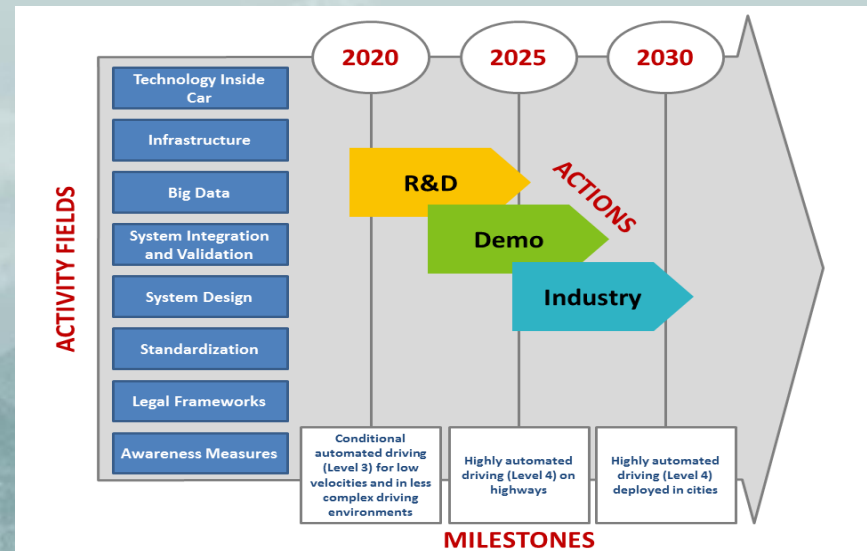 2020
2025
2030
ACTIVITY FIELDS
Technology Inside
Car
Infrastructure
Big Data
System Integration
and Validation
System Design
Standardization
Legal Frameworks
Awareness Measures
R&D
ACTIONS
Demo
Industry
Conditional
automated driving
(Level 3) for low
velocities and in less
complex driving
environments
Highly automated
driving (Level 4) on
highways
Highly automated
driving (Level 4)
deployed in cities
MILESTONES